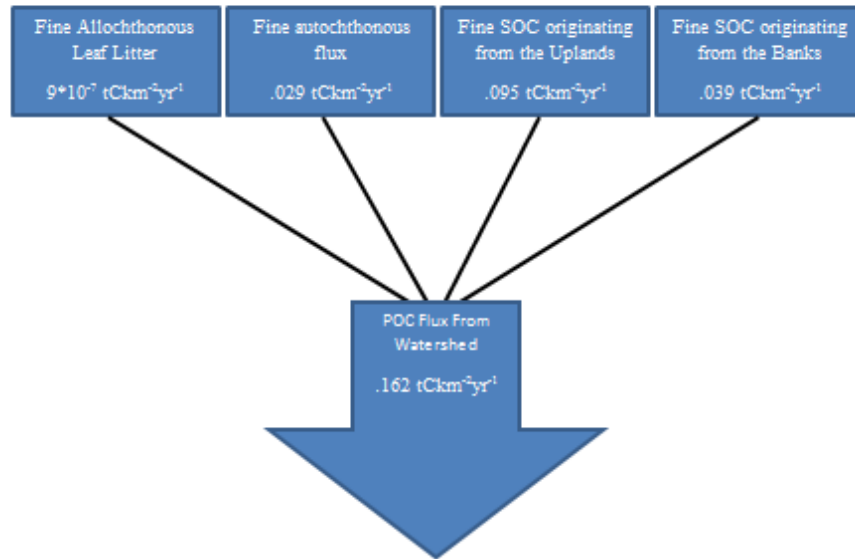 Fine Allochthonous
Leaf Litter
9*10⁻⁷ tCkm⁻²yr⁻¹
Fine autochthonous
flux
.029 tCkm⁻²yr⁻¹
Fine SOC originating
from the Uplands
.095 tCkm⁻²yr⁻¹
Fine SOC originating
from the Banks
.039 tCkm⁻²yr⁻¹
POC Flux From
Watershed
.162 tCkm⁻²yr⁻¹